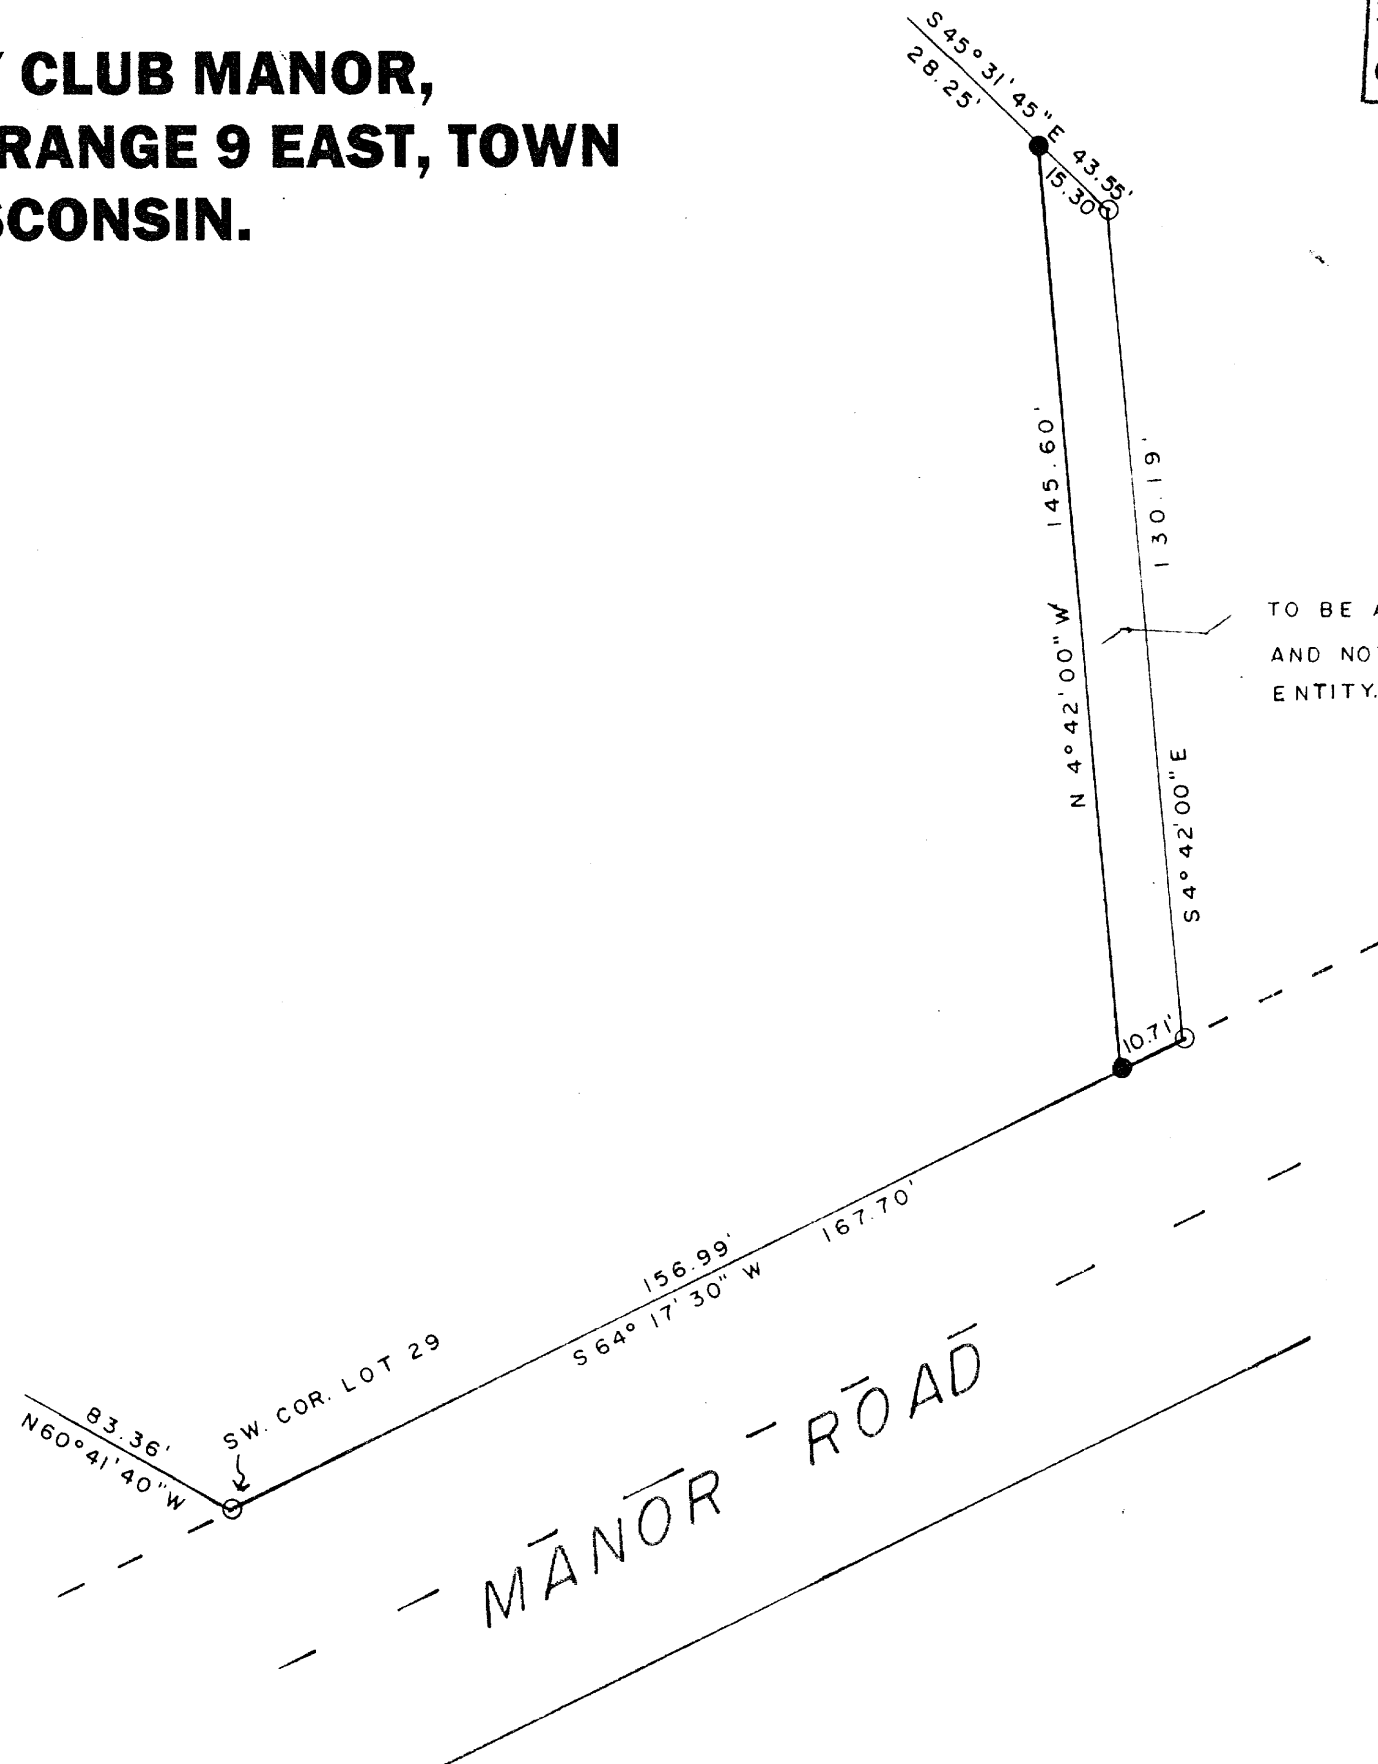 CLUB MANOR,
RANGE 9 EAST, TOWN
SCONSIN.
S 45° 31' 45" E 43.55'
28.25'
15.30'
145.60'
130.19'
N 4° 42' 00" W
S 4° 42' 00" E
TO BE
AND NO
ENTITY.
10.71'
156.99'
167.70'
S 64° 17' 30" W
SW. COR. LOT 29
83.36'
N 60° 41' 40" W
MANOR ROAD